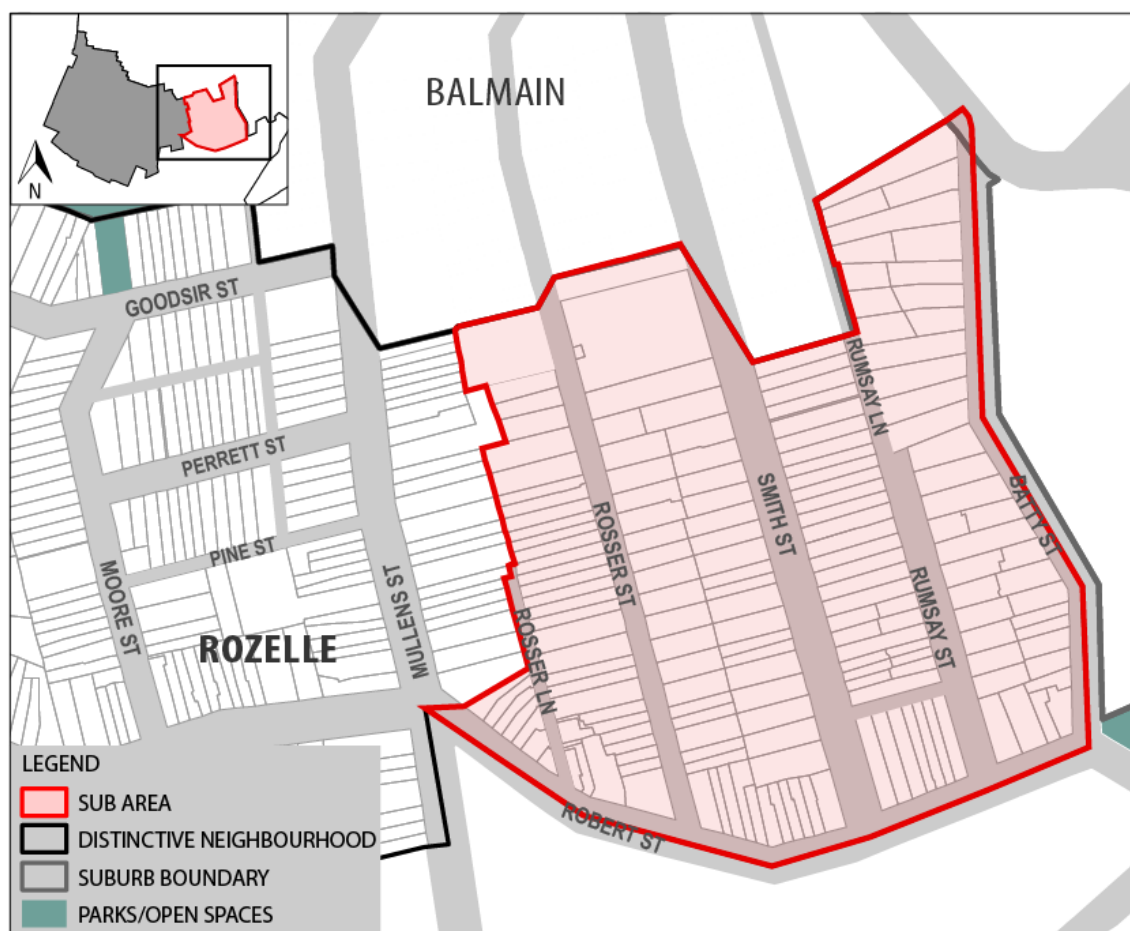 BALMAIN
N
GOODSIR ST
PERRETT ST
PINE ST
MOORE ST
MULLENS ST
ROZELLE
ROSSER LN
ROSSER ST
SMITH ST
RUMSAY LN
RUMSAY ST
BATTY ST
ROBERT ST
LEGEND
SUB AREA
DISTINCTIVE NEIGHBOURHOOD
SUBURB BOUNDARY
PARKS/OPEN SPACES